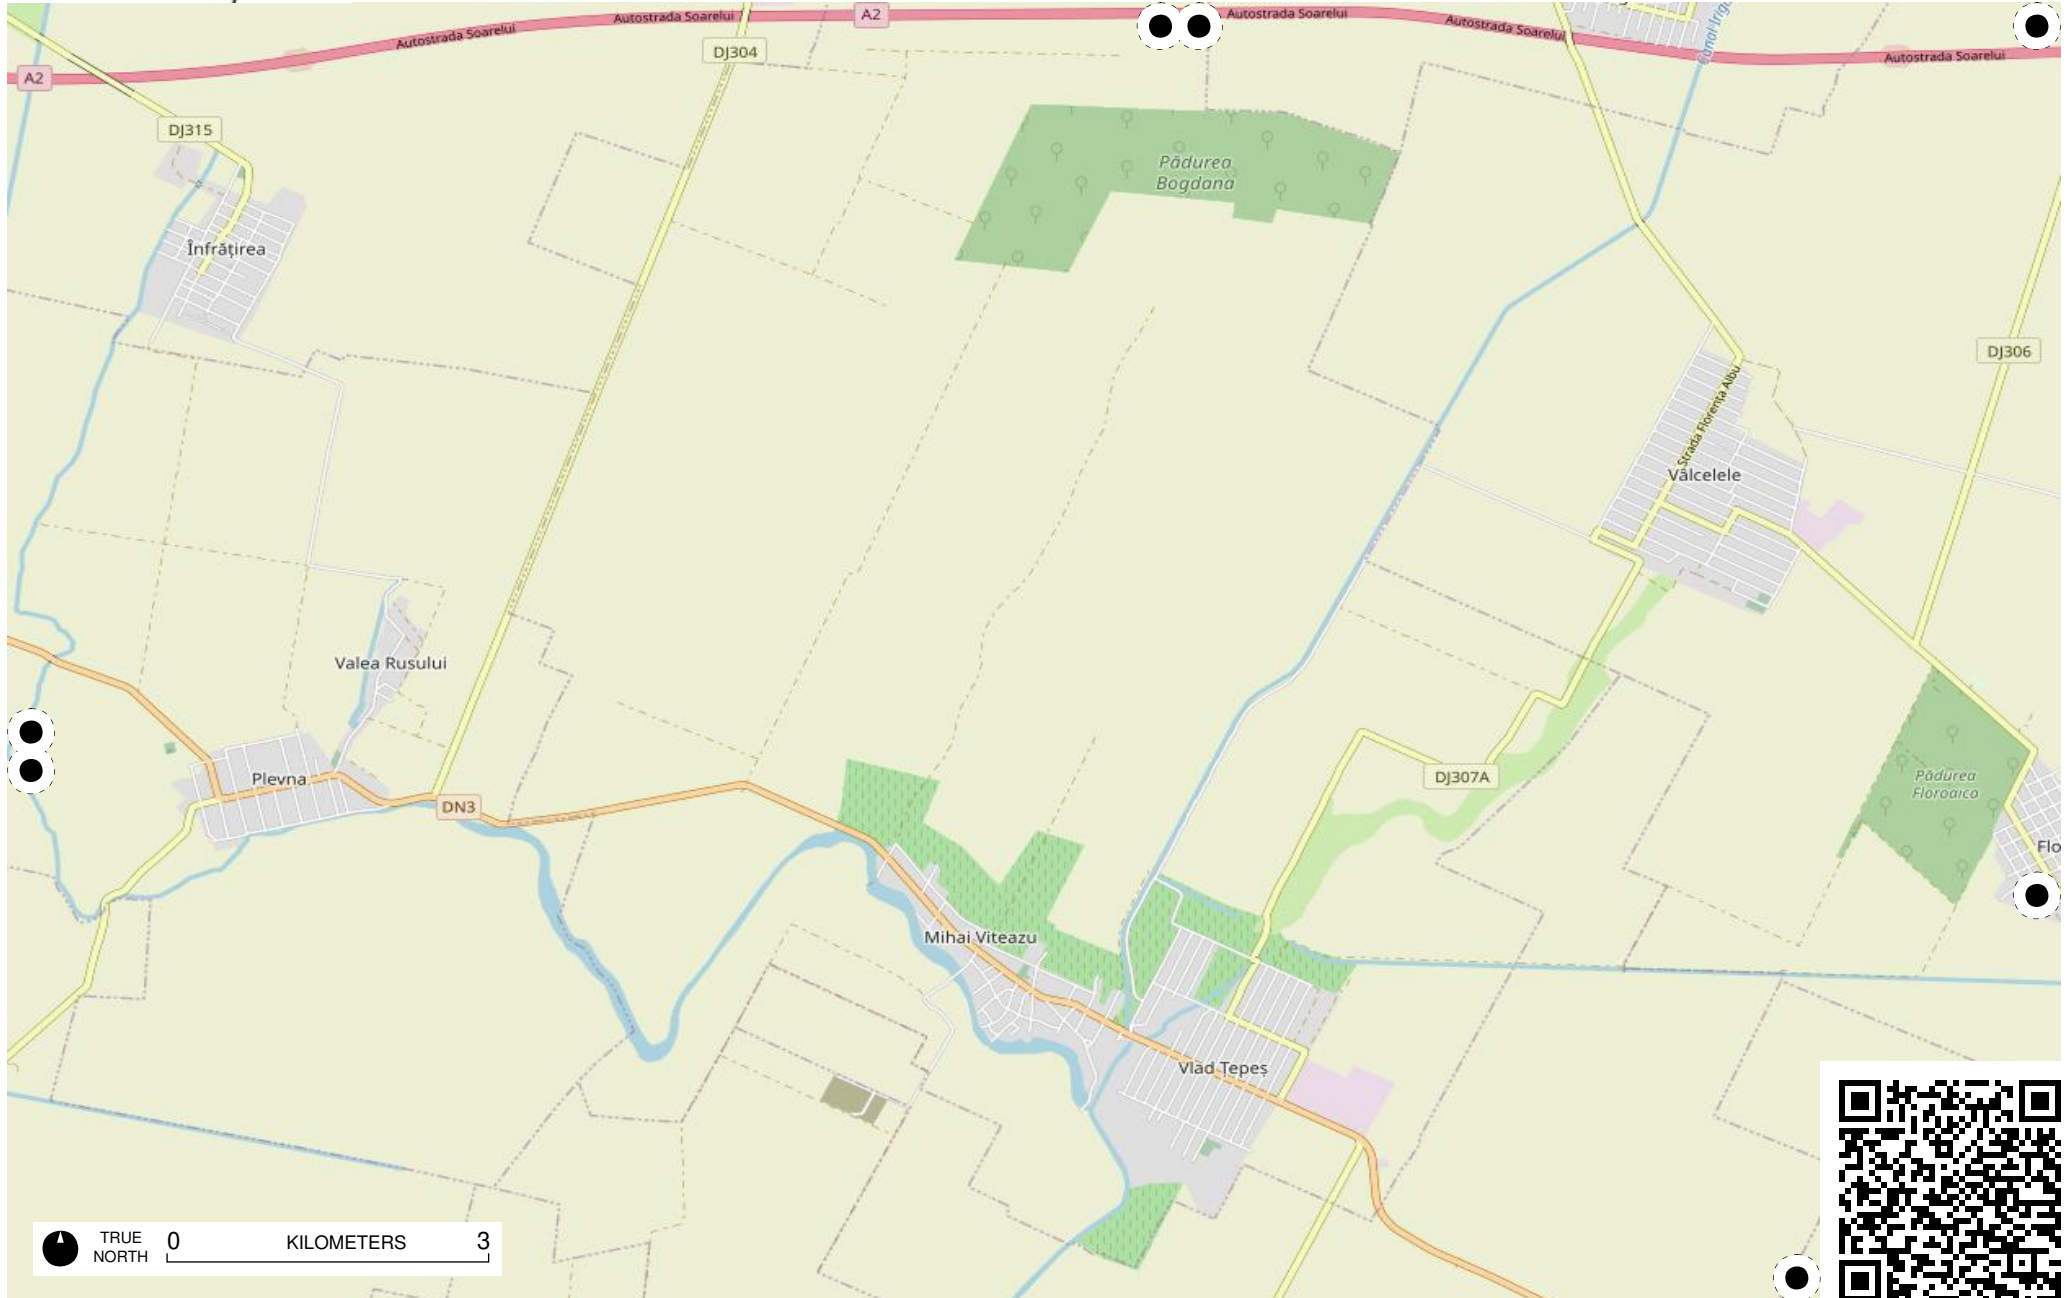 Autostrada Soarelui
A2
Autostrada Soarelui
Autostrada Soarelui
Autostrada Soarelui
DJ304
Autostrada Soarelui
A2
DJ315
Pădurea
Bogdana
Înfrățirea
DJ306
Strada Florența Albu
Vâlcelele
Valea Rusului
Plevna
DJ307A
Pădurea
Floroaica
DN3
Flo
Mihai Viteazu
Vlad Țepeș
TRUE
NORTH
0 KILOMETERS 3